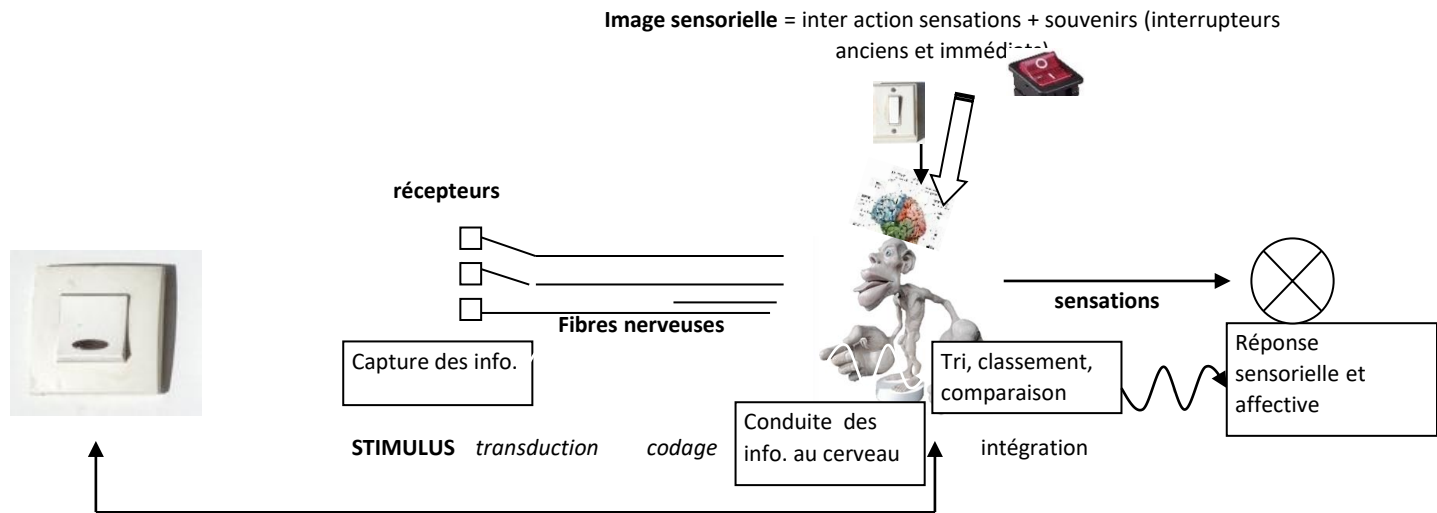 Image sensorielle = inter action sensations + souvenirs (interrupteurs
anciens et immédiats)
récepteurs
Fibres nerveuses
sensations
Capture des info.
Tri, classement,
comparaison
Réponse
sensorielle et
affective
Conduite des
info. au cerveau
STIMULUS transduction codage intégration